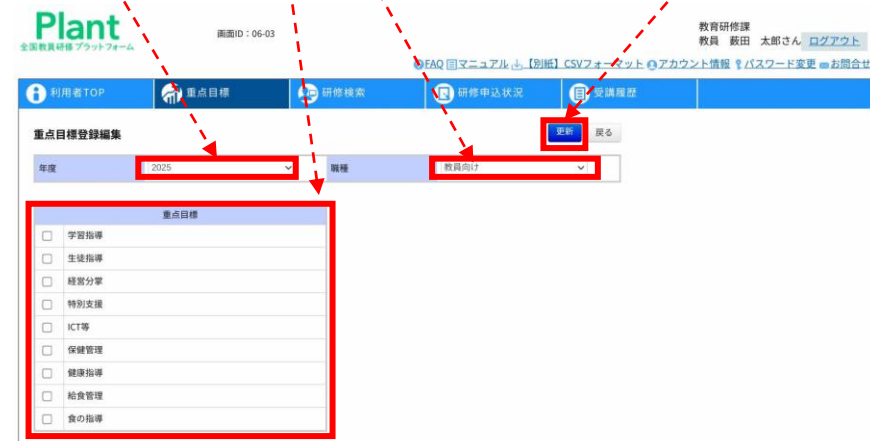 Plant
全国教員研修プラットフォーム
画面ID：06-03
教育研修課
教員 薮田 太郎さん ログアウト
FAQ マニュアル 【別紙】CSVフォーマット アカウント情報 パスワード変更 お問合せ
利用者TOP 重点目標 研修検索 研修申込状況 受講履歴
重点目標登録編集 更新 戻る
年度 2025 職種 教員向け
重点目標
学習指導
生徒指導
経営分掌
特別支援
ICT等
保健管理
健康指導
給食管理
食の指導